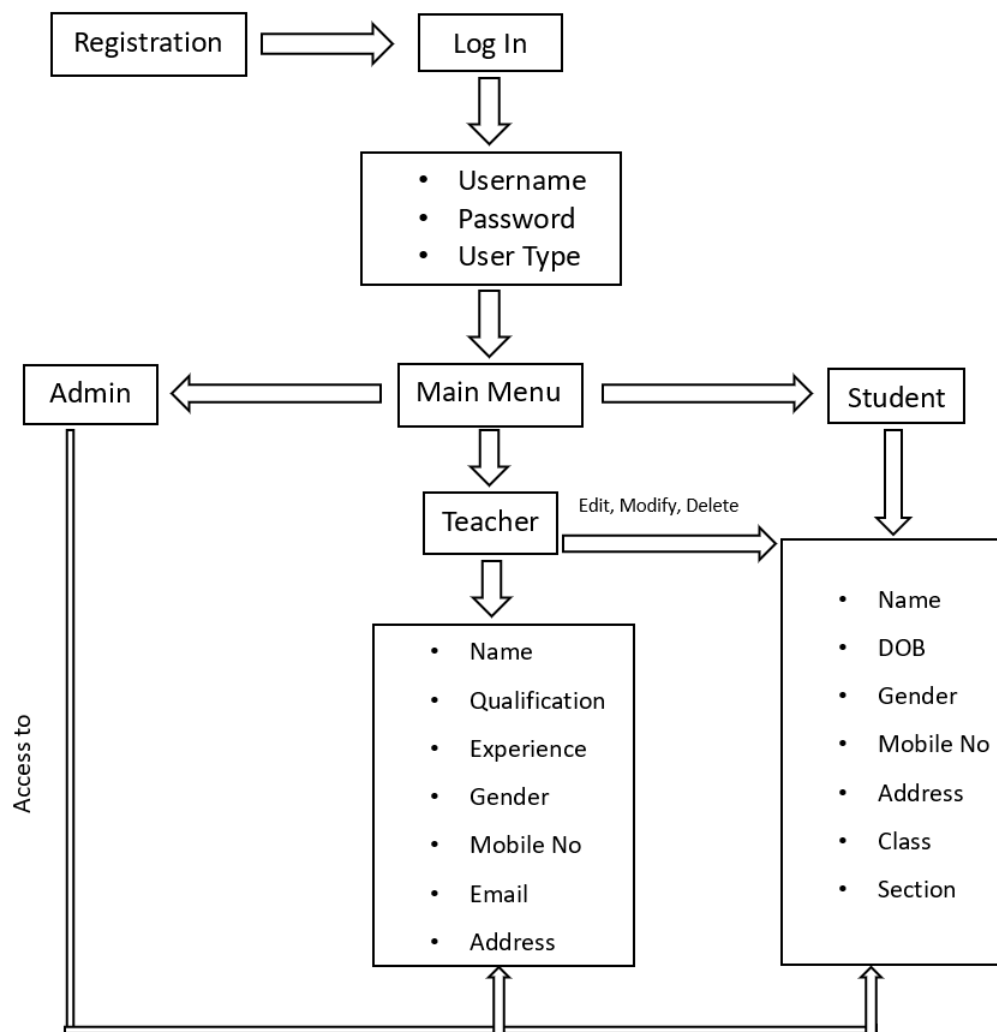 Registration
Log In
• Username
• Password
• User Type
Admin
Main Menu
Student
Teacher
Edit, Modify, Delete
• Name
• Qualification
• Experience
• Gender
• Mobile No
• Email
• Address
• Name
• DOB
• Gender
• Mobile No
• Address
• Class
• Section
Access to